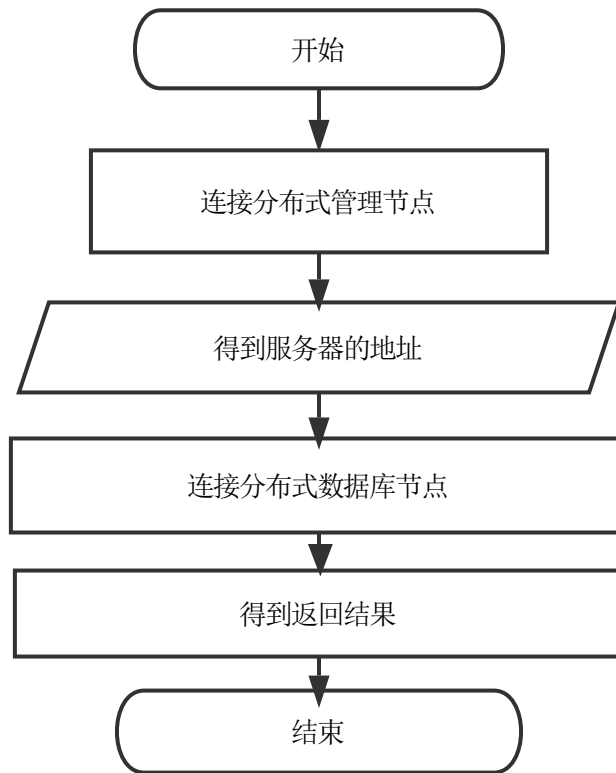 开始
连接分布式管理节点
得到服务器的地址
连接分布式数据库节点
得到返回结果
结束